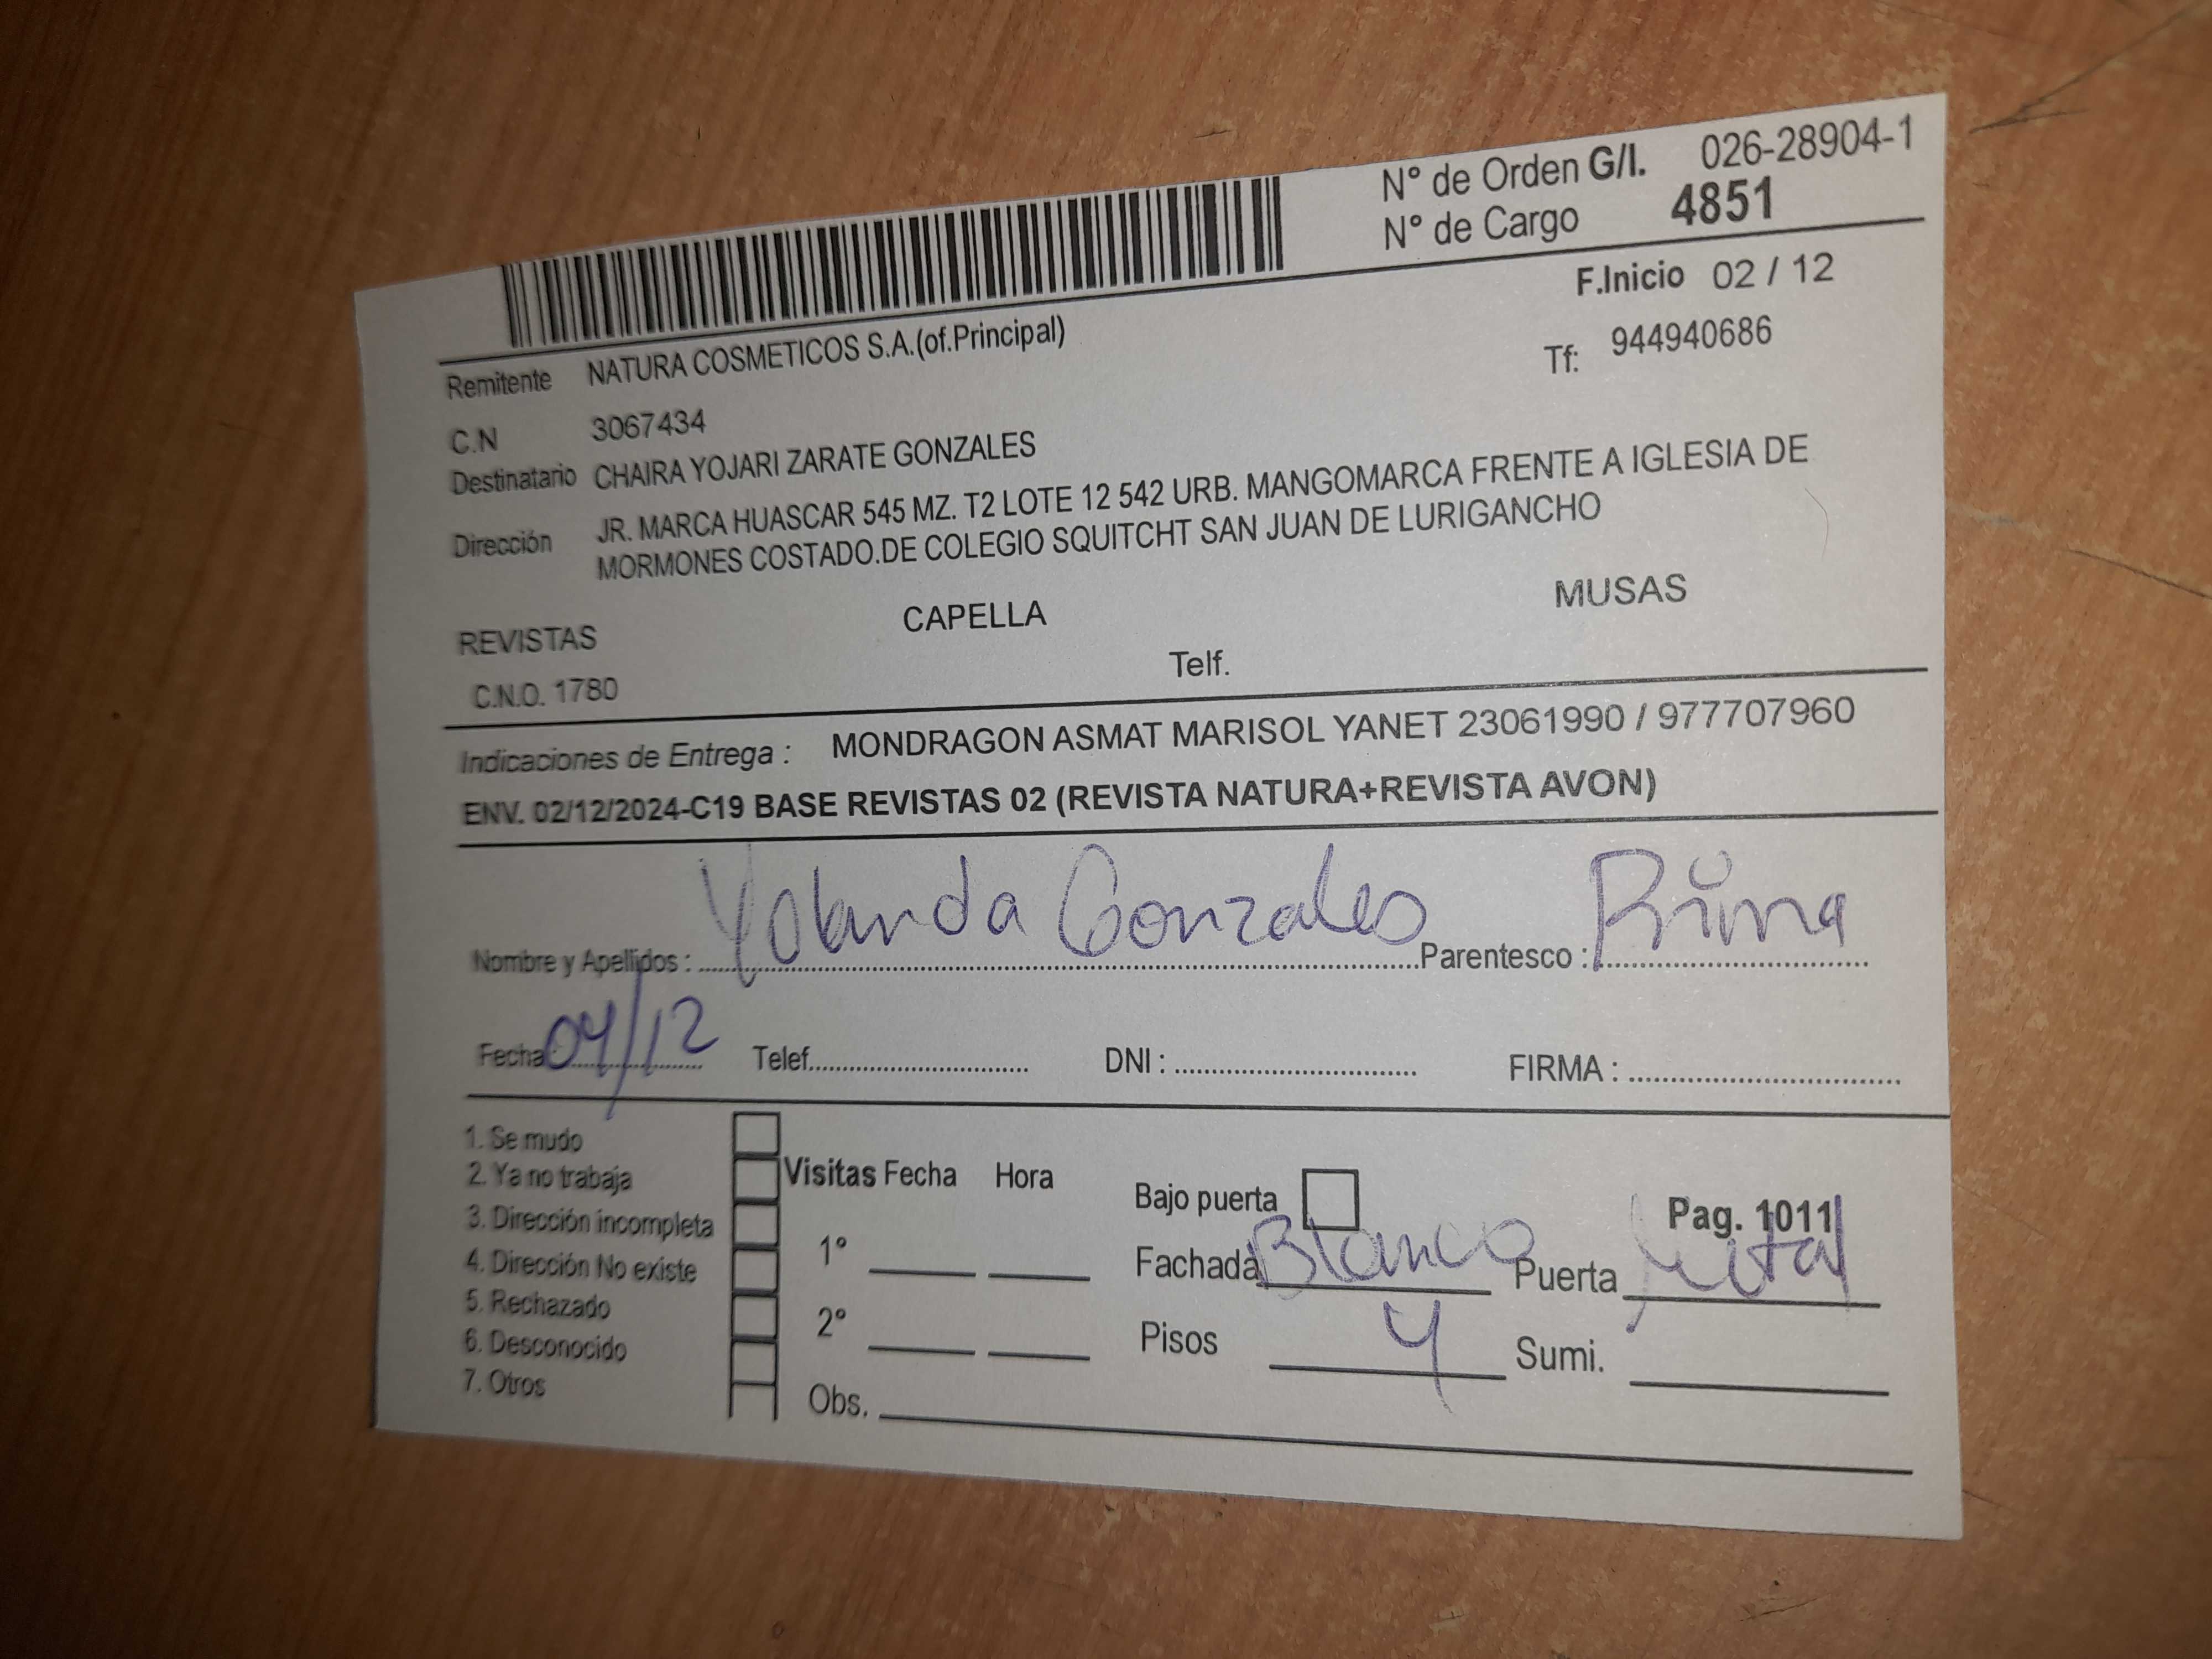 N° de Orden G/I. 026-28904-1
N° de Cargo 4851
F.Inicio 02 / 12
Remitente NATURA COSMETICOS S.A.(of.Principal)
Tf: 944940686
C.N 3067434
Destinatario CHAIRA YOJARI ZARATE GONZALES
Dirección JR. MARCA HUASCAR 545 MZ. T2 LOTE 12 542 URB. MANGOMARCA FRENTE A IGLESIA DE
MORMONES COSTADO.DE COLEGIO SQUITCHT SAN JUAN DE LURIGANCHO
REVISTAS CAPELLA MUSAS
C.N.O. 1780 Telf.
Indicaciones de Entrega : MONDRAGON ASMAT MARISOL YANET 23061990 / 977707960
ENV. 02/12/2024-C19 BASE REVISTAS 02 (REVISTA NATURA+REVISTA AVON)
Nombre y Apellidos : Yolanda Gonzales Parentesco : Prima
Fecha 04/12 Telef. DNI : FIRMA :
1. Se mudo
2. Ya no trabaja
3. Dirección incompleta
4. Dirección No existe
5. Rechazado
6. Desconocido
7. Otros
Visitas Fecha Hora
1°
2°
Obs.
Bajo puerta Pag. 1011
Fachada Blanco Puerta Metal
Pisos 4 Sumi.